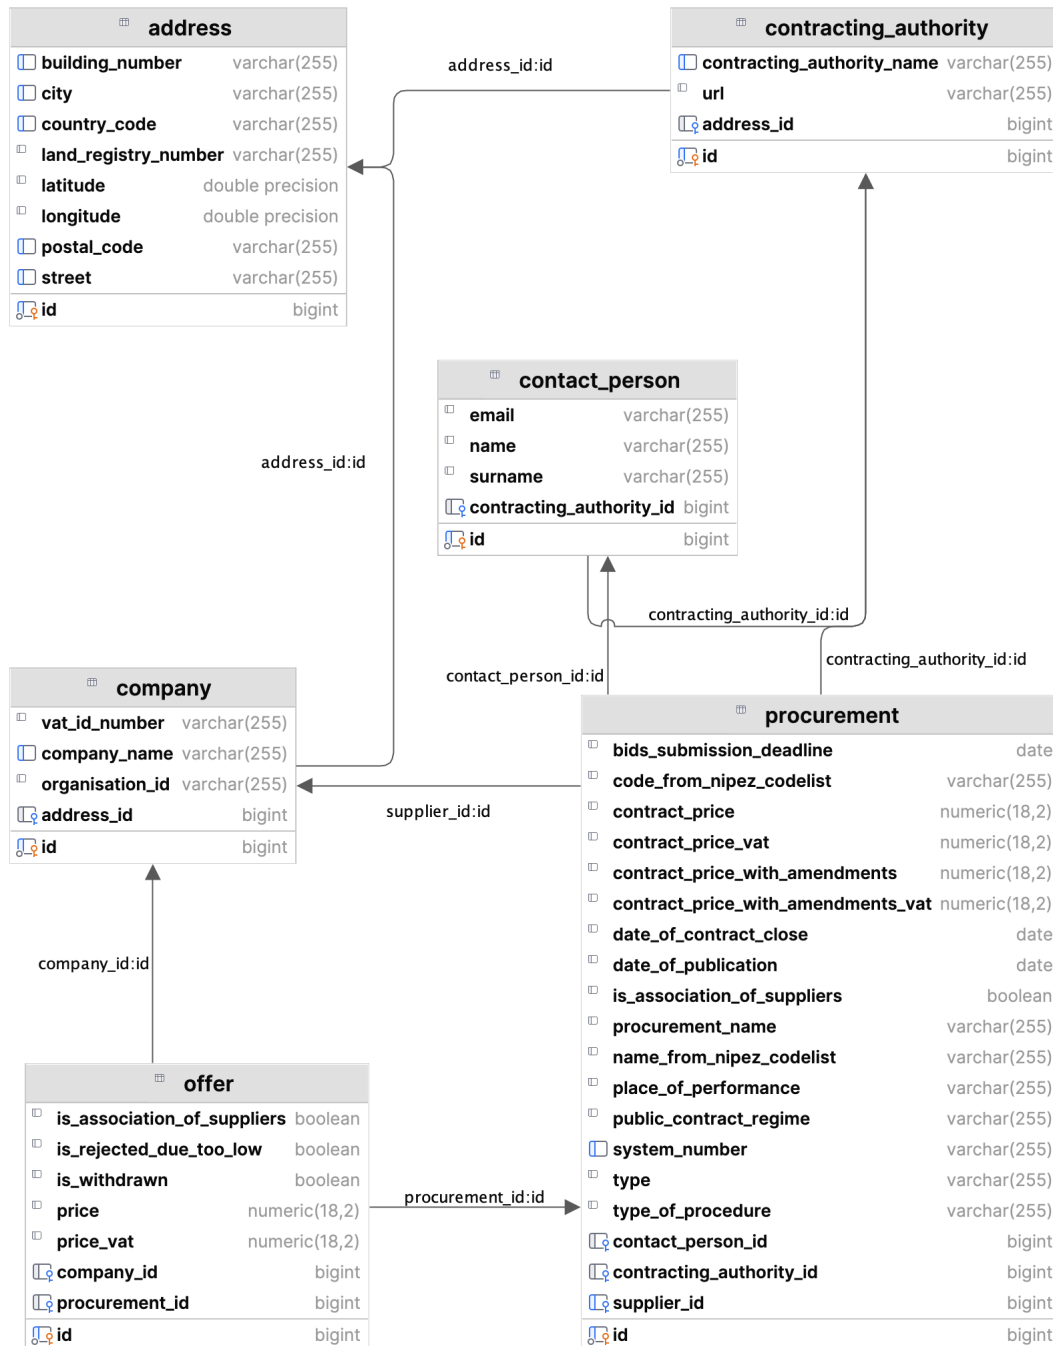 address
building_number varchar(255)
city varchar(255)
country_code varchar(255)
land_registry_number varchar(255)
latitude double precision
longitude double precision
postal_code varchar(255)
street varchar(255)
id bigint
address_id:id
contracting_authority
contracting_authority_name varchar(255)
url varchar(255)
address_id bigint
id bigint
address_id:id
contact_person
email varchar(255)
name varchar(255)
surname varchar(255)
contracting_authority_id bigint
id bigint
contracting_authority_id:id
contact_person_id:id
contracting_authority_id:id
company
vat_id_number varchar(255)
company_name varchar(255)
organisation_id varchar(255)
address_id bigint
id bigint
supplier_id:id
company_id:id
procurement
bids_submission_deadline date
code_from_nipez_codelist varchar(255)
contract_price numeric(18,2)
contract_price_vat numeric(18,2)
contract_price_with_amendments numeric(18,2)
contract_price_with_amendments_vat numeric(18,2)
date_of_contract_close date
date_of_publication date
is_association_of_suppliers boolean
procurement_name varchar(255)
name_from_nipez_codelist varchar(255)
place_of_performance varchar(255)
public_contract_regime varchar(255)
system_number varchar(255)
type varchar(255)
type_of_procedure varchar(255)
contact_person_id bigint
contracting_authority_id bigint
supplier_id bigint
id bigint
offer
is_association_of_suppliers boolean
is_rejected_due_too_low boolean
is_withdrawn boolean
price numeric(18,2)
price_vat numeric(18,2)
company_id bigint
procurement_id bigint
id bigint
procurement_id:id